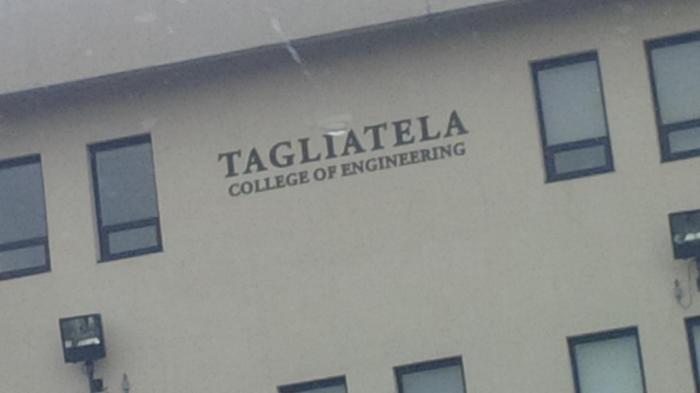 TAGLIATELA
COLLEGE OF ENGINEERING